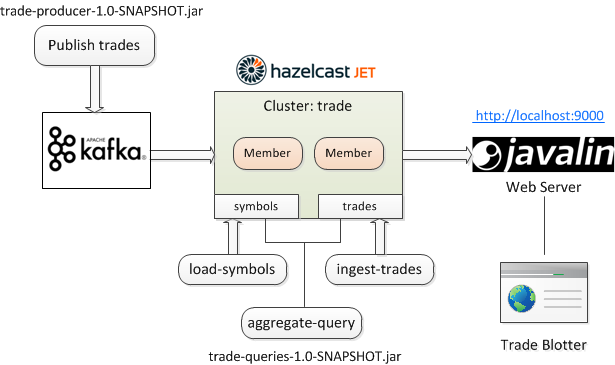 trade-producer-1.0-SNAPSHOT.jar
Publish trades
hazelcast JET
Cluster: trade
http://localhost:9000
APACHE
kafka®
Member
Member
javalin
Web Server
symbols
trades
load-symbols
ingest-trades
aggregate-query
Trade Blotter
trade-queries-1.0-SNAPSHOT.jar